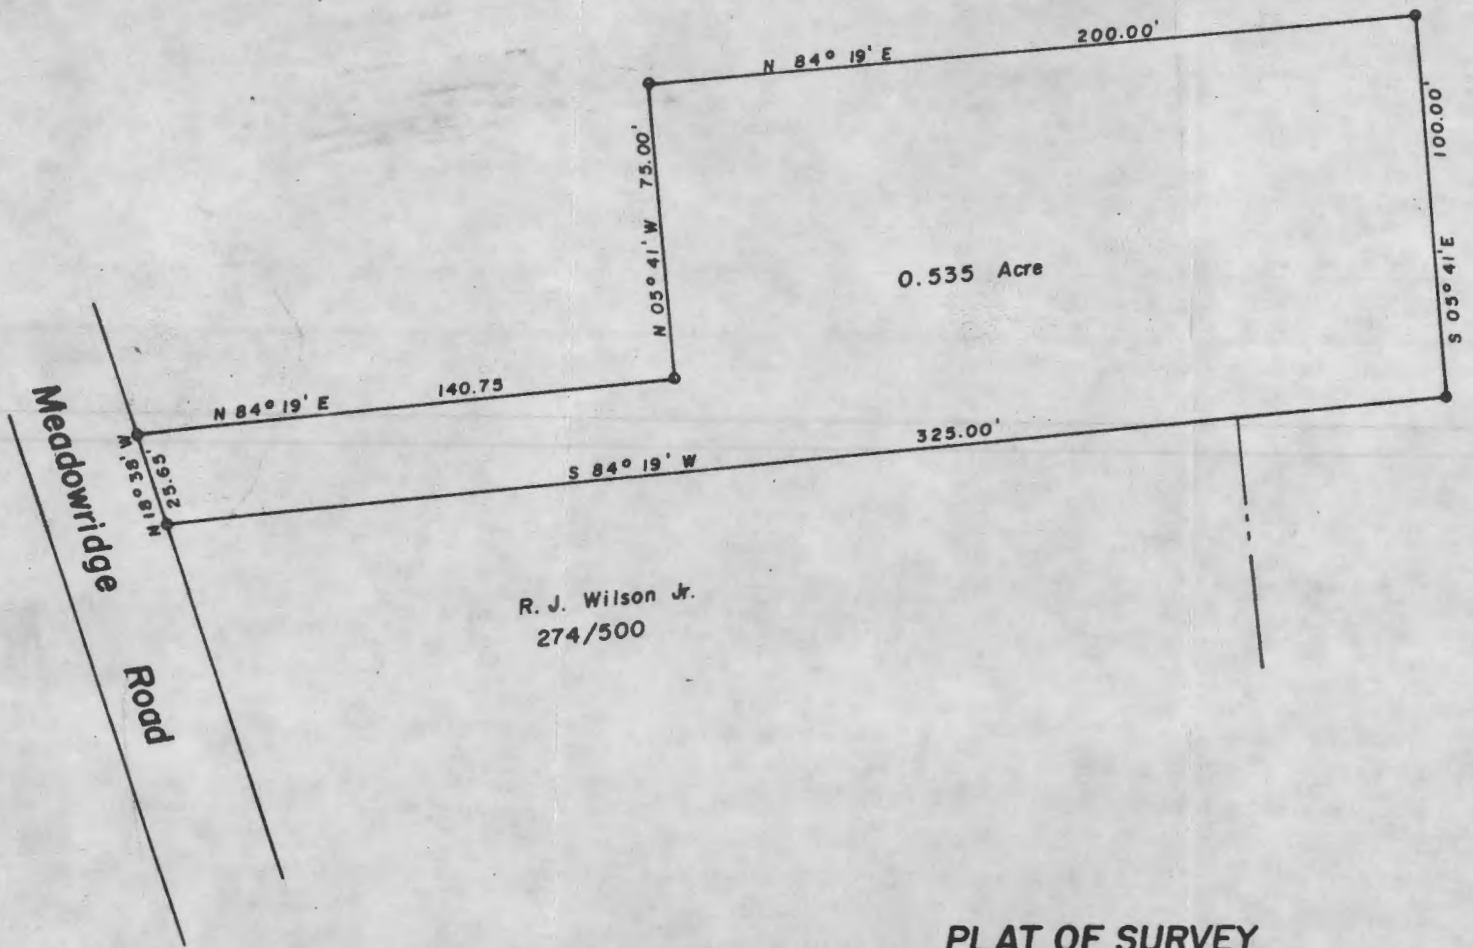 N 84° 19' E 200.00'
N 05° 41' W 75.00'
100.00'
S 05° 41' E
0.535 Acre
N 84° 19' E 140.75
N 18° 38' W
25.65'
S 84° 19' W 325.00'
Meadowridge Road
R. J. Wilson Jr.
274/500
PLAT OF SURVEY